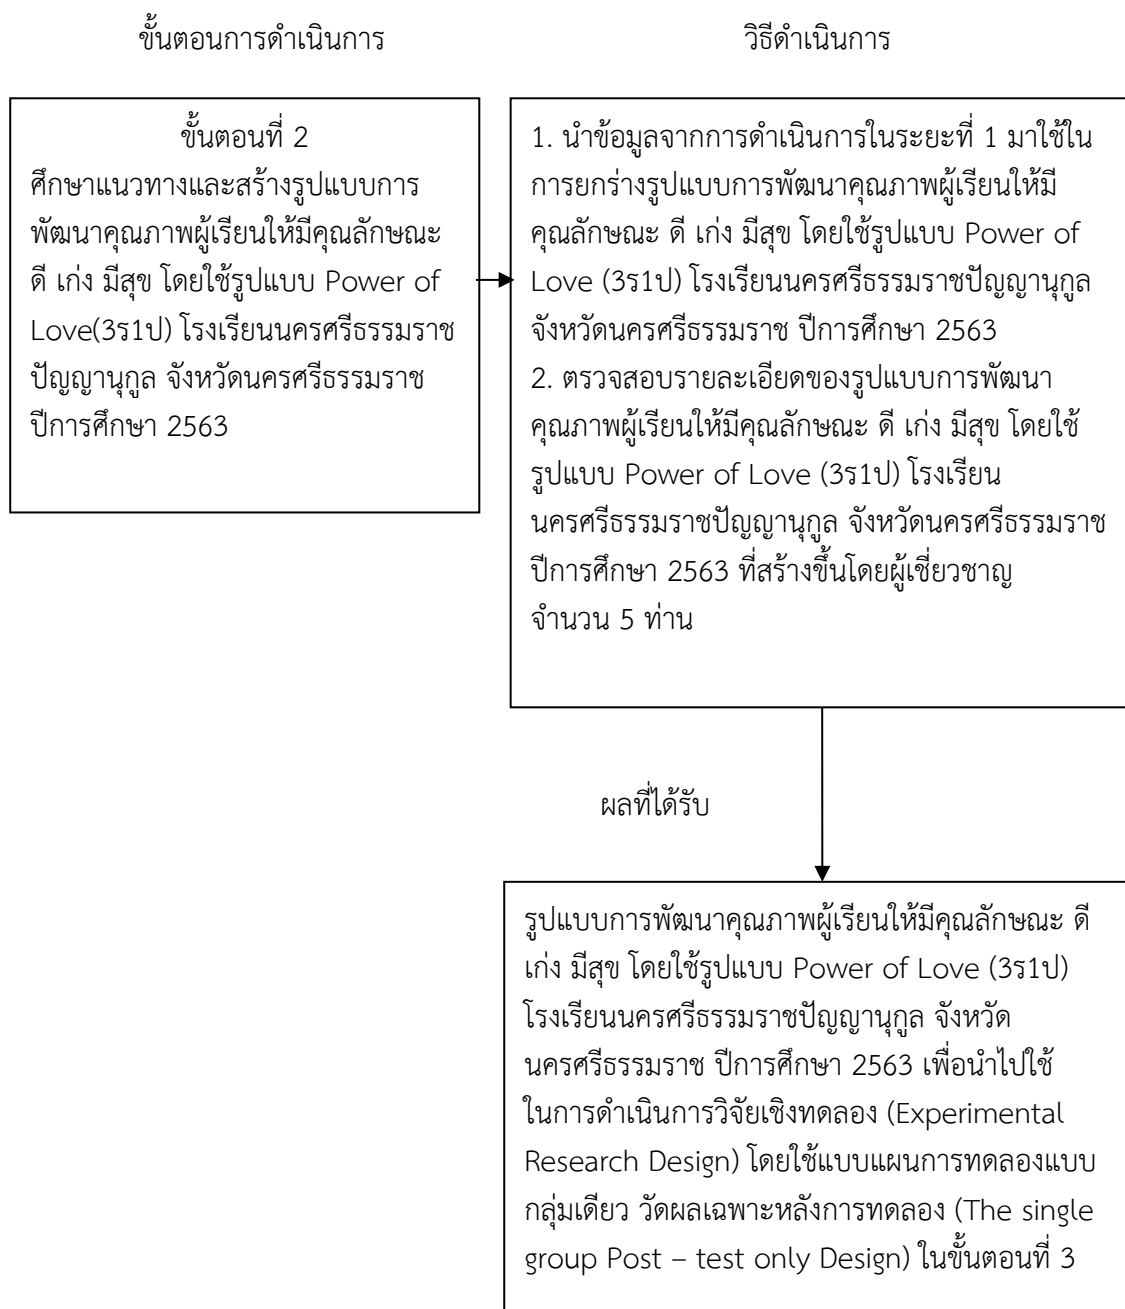 ขั้นตอนการดำเนินการ
วิธีดำเนินการ
ขั้นตอนที่ 2
ศึกษาแนวทางและสร้างรูปแบบการ
พัฒนาคุณภาพผู้เรียนให้มีคุณลักษณะ
ดี เก่ง มีสุข โดยใช้รูปแบบ Power of
Love(3ร1ป) โรงเรียนนครศรีธรรมราช
ปัญญานุกูล จังหวัดนครศรีธรรมราช
ปีการศึกษา 2563
1. นำข้อมูลจากการดำเนินการในระยะที่ 1 มาใช้ใน
การยกร่างรูปแบบการพัฒนาคุณภาพผู้เรียนให้มี
คุณลักษณะ ดี เก่ง มีสุข โดยใช้รูปแบบ Power of
Love (3ร1ป) โรงเรียนนครศรีธรรมราชปัญญานุกูล
จังหวัดนครศรีธรรมราช ปีการศึกษา 2563
2. ตรวจสอบรายละเอียดของรูปแบบการพัฒนา
คุณภาพผู้เรียนให้มีคุณลักษณะ ดี เก่ง มีสุข โดยใช้
รูปแบบ Power of Love (3ร1ป) โรงเรียน
นครศรีธรรมราชปัญญานุกูล จังหวัดนครศรีธรรมราช
ปีการศึกษา 2563 ที่สร้างขึ้นโดยผู้เชี่ยวชาญ
จำนวน 5 ท่าน
ผลที่ได้รับ
รูปแบบการพัฒนาคุณภาพผู้เรียนให้มีคุณลักษณะ ดี
เก่ง มีสุข โดยใช้รูปแบบ Power of Love (3ร1ป)
โรงเรียนนครศรีธรรมราชปัญญานุกูล จังหวัด
นครศรีธรรมราช ปีการศึกษา 2563 เพื่อนำไปใช้
ในการดำเนินการวิจัยเชิงทดลอง (Experimental
Research Design) โดยใช้แบบแผนการทดลองแบบ
กลุ่มเดียว วัดผลเฉพาะหลังการทดลอง (The single
group Post – test only Design) ในขั้นตอนที่ 3